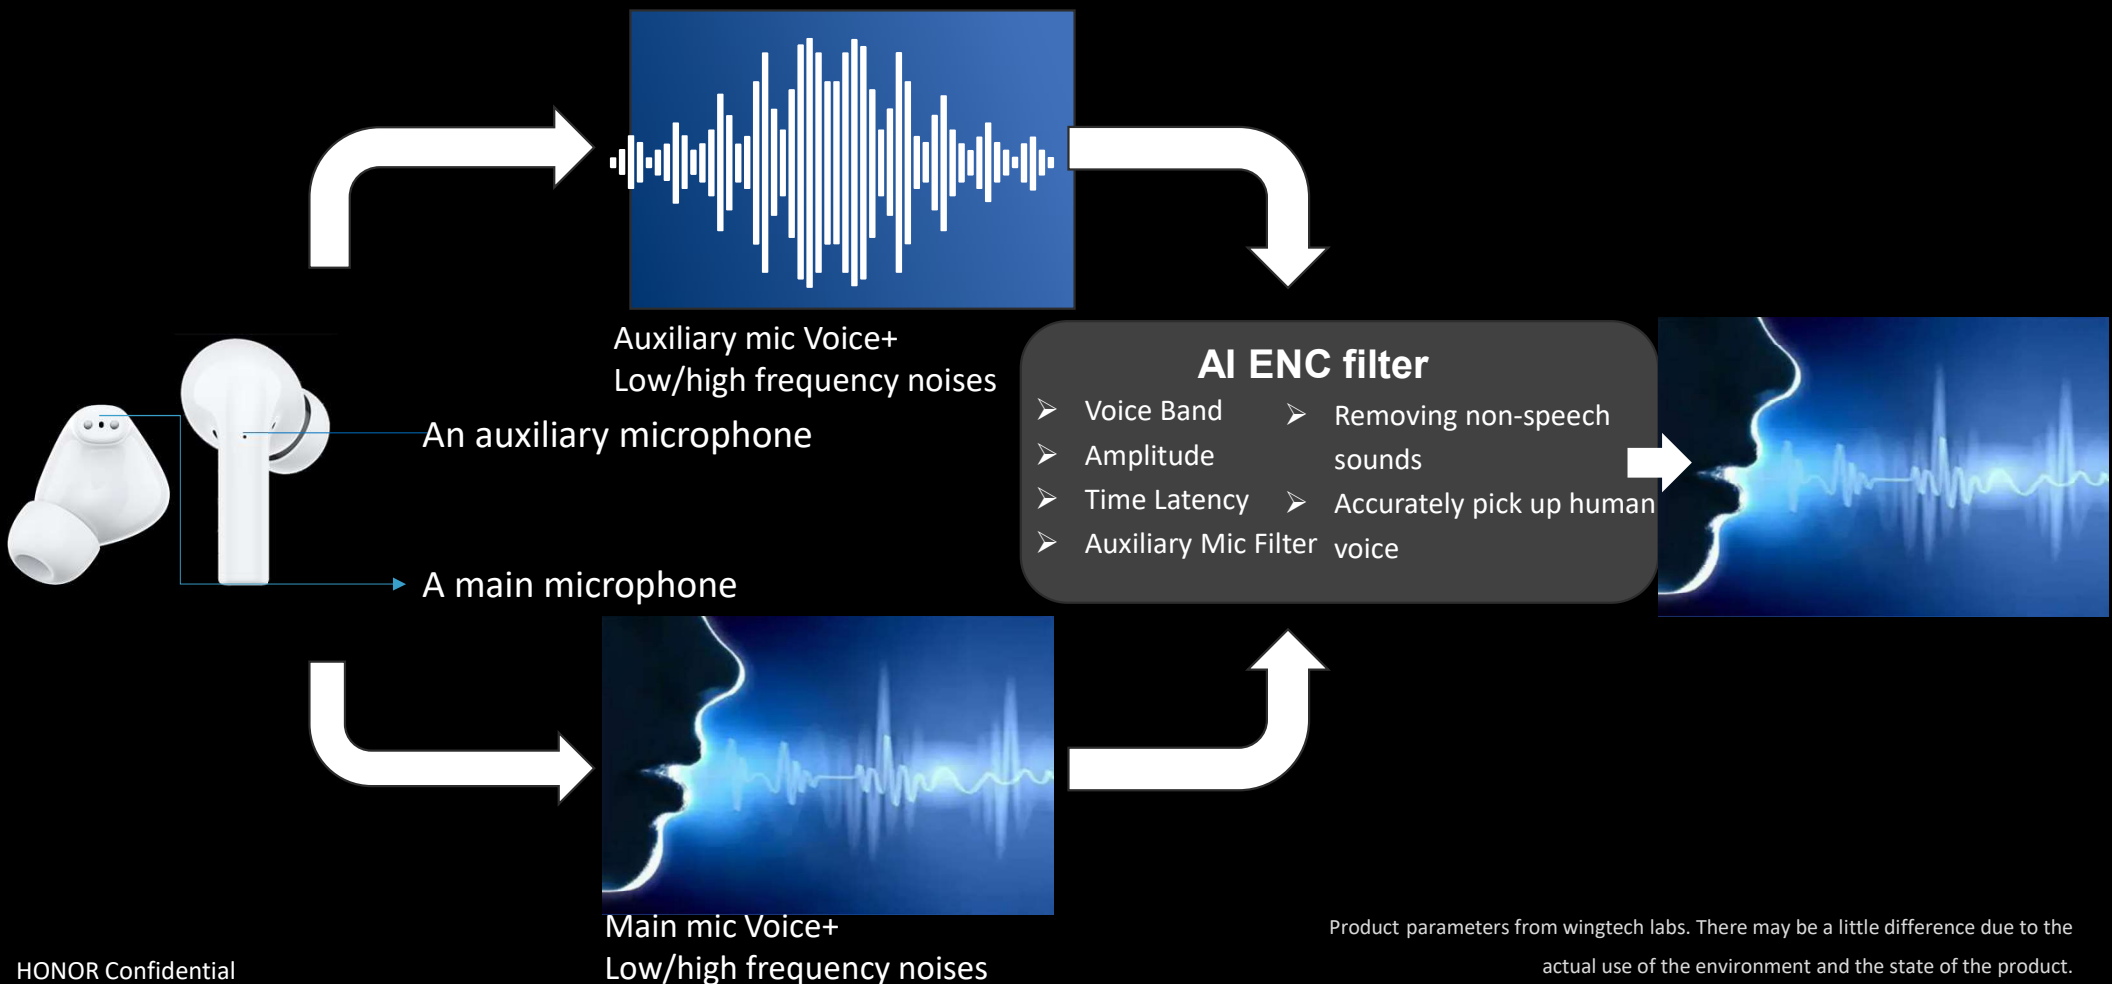 Auxiliary mic Voice+
Low/high frequency noises
An auxiliary microphone
A main microphone
AI ENC filter
Voice Band
Amplitude
Time Latency
Auxiliary Mic Filter
Removing non-speech
sounds
Accurately pick up human
voice
Main mic Voice+
Low/high frequency noises
Product parameters from wingtech labs. There may be a little difference due to the
actual use of the environment and the state of the product.
HONOR Confidential